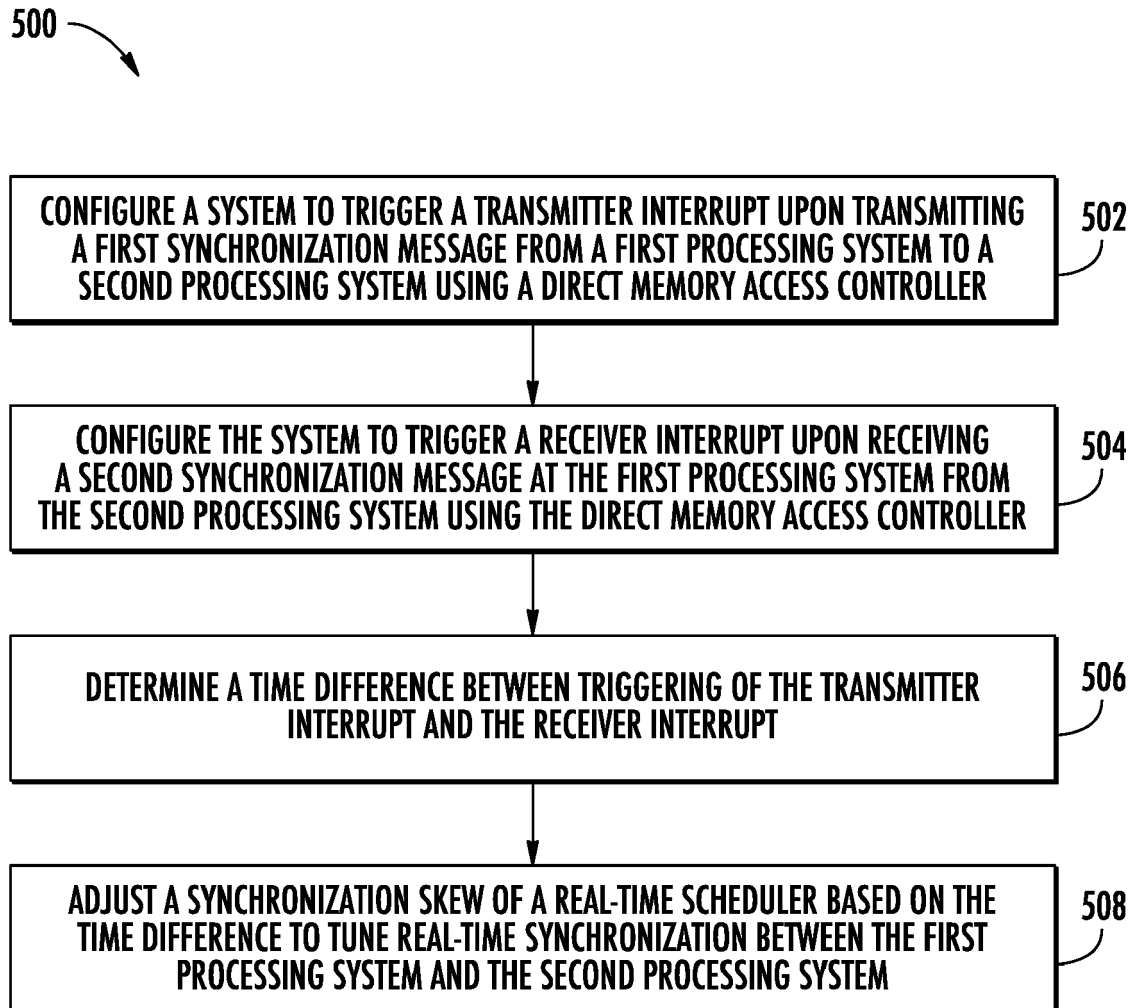 500
CONFIGURE A SYSTEM TO TRIGGER A TRANSMITTER INTERRUPT UPON TRANSMITTING
A FIRST SYNCHRONIZATION MESSAGE FROM A FIRST PROCESSING SYSTEM TO A
SECOND PROCESSING SYSTEM USING A DIRECT MEMORY ACCESS CONTROLLER
502
CONFIGURE THE SYSTEM TO TRIGGER A RECEIVER INTERRUPT UPON RECEIVING
A SECOND SYNCHRONIZATION MESSAGE AT THE FIRST PROCESSING SYSTEM FROM
THE SECOND PROCESSING SYSTEM USING THE DIRECT MEMORY ACCESS CONTROLLER
504
DETERMINE A TIME DIFFERENCE BETWEEN TRIGGERING OF THE TRANSMITTER
INTERRUPT AND THE RECEIVER INTERRUPT
506
ADJUST A SYNCHRONIZATION SKEW OF A REAL-TIME SCHEDULER BASED ON THE
TIME DIFFERENCE TO TUNE REAL-TIME SYNCHRONIZATION BETWEEN THE FIRST
PROCESSING SYSTEM AND THE SECOND PROCESSING SYSTEM
508